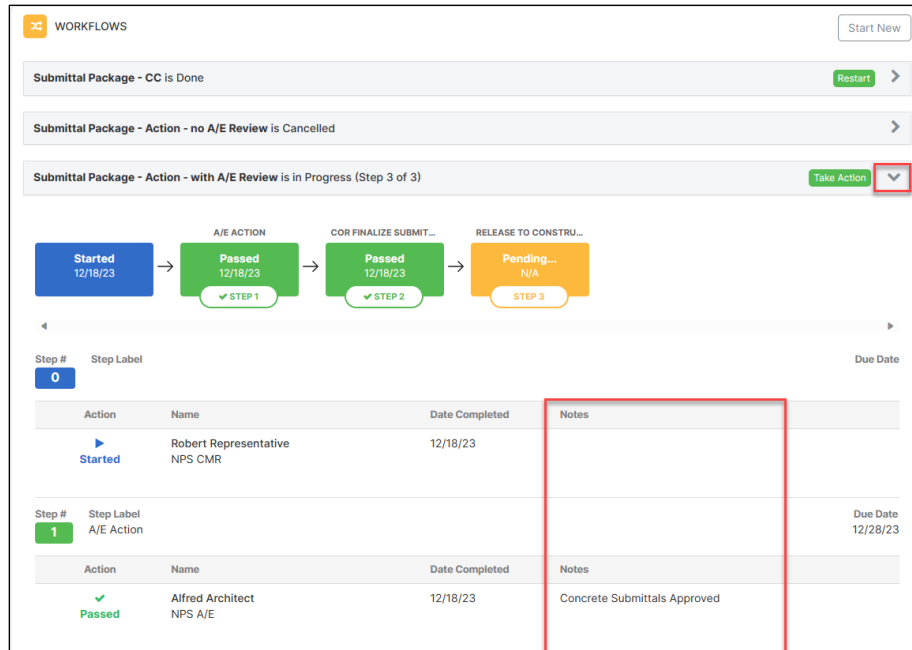 WORKFLOWS
Start New
Submittal Package - CC is Done
Restart
Submittal Package - Action - no A/E Review is Cancelled
Submittal Package - Action - with A/E Review is in Progress (Step 3 of 3)
Take Action
A/E ACTION COR FINALIZE SUBMIT... RELEASE TO CONSTRU...
Started Passed Passed Pending...
12/18/23 12/18/23 12/18/23 N/A
STEP 1 STEP 2 STEP 3
Step # Step Label Due Date
0
Action Name Date Completed Notes
Robert Representative 12/18/23
Started NPS CMR
Step # Step Label Due Date
1 A/E Action 12/28/23
Action Name Date Completed Notes
Alfred Architect 12/18/23 Concrete Submittals Approved
Passed NPS A/E